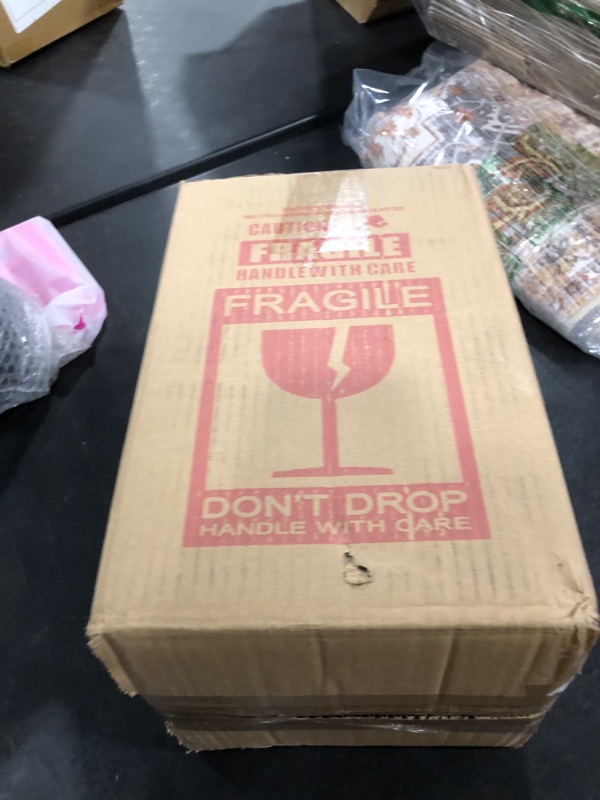 CAUTION
FRAGILE
HANDLE WITH CARE
FRAGILE
DON'T DROP
HANDLE WITH CARE